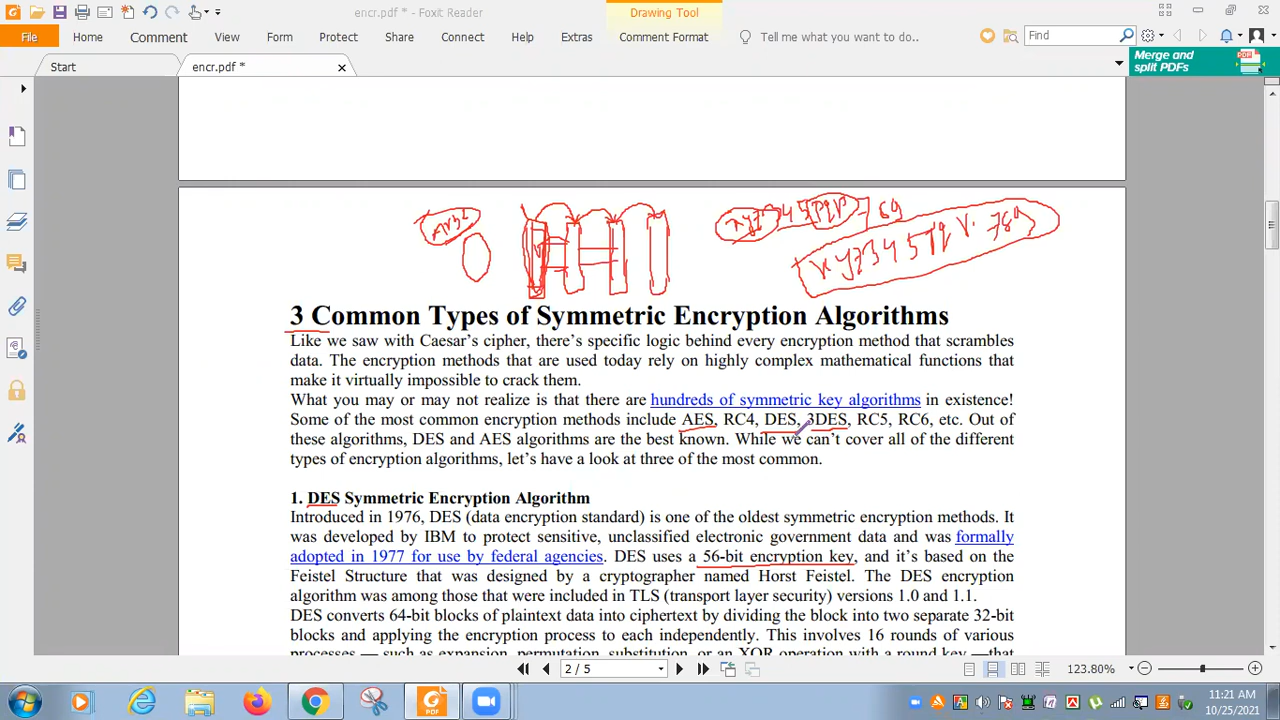 encr.pdf * - Foxit Reader
Drawing Tool
File
Home
Comment
View
Form
Protect
Share
Connect
Help
Extras
Comment Format
Tell me what you want to do..
Find
Start
encr.pdf *
Merge and
split PDFs
3 Common Types of Symmetric Encryption Algorithms
Like we saw with Caesar's cipher, there's specific logic behind every encryption method that scrambles
data. The encryption methods that are used today rely on highly complex mathematical functions that
make it virtually impossible to crack them.
What you may or may not realize is that there are hundreds of symmetric key algorithms in existence!
Some of the most common encryption methods include AES, RC4, DES, 3DES, RC5, RC6, etc. Out of
these algorithms, DES and AES algorithms are the best known. While we can't cover all of the different
types of encryption algorithms, let's have a look at three of the most common.
1. DES Symmetric Encryption Algorithm
Introduced in 1976, DES (data encryption standard) is one of the oldest symmetric encryption methods. It
was developed by IBM to protect sensitive, unclassified electronic government data and was formally
adopted in 1977 for use by federal agencies. DES uses a 56-bit encryption key, and it's based on the
Feistel Structure that was designed by a cryptographer named Horst Feistel. The DES encryption
algorithm was among those that were included in TLS (transport layer security) versions 1.0 and 1.1.
DES converts 64-bit blocks of plaintext data into ciphertext by dividing the block into two separate 32-bit
blocks and applying the encryption process to each independently. This involves 16 rounds of various
processes — such as expansion, permutation, substitution, or an XOR operation with a round key —that
2 / 5
123.80%
11:21 AM
10/25/2021